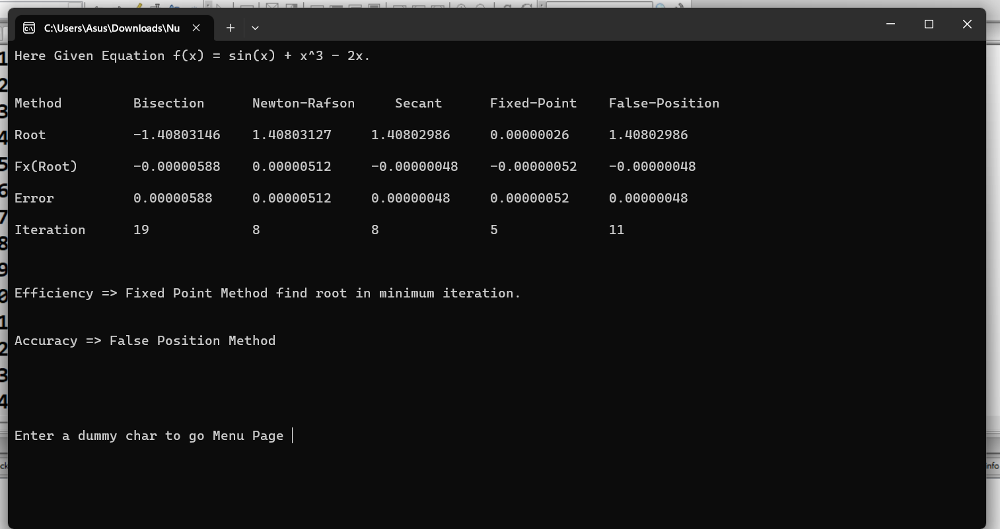 C:\Users\Asus\Downloads\Nu
Here Given Equation f(x) = sin(x) + x^3 - 2x.
Method Bisection Newton-Rafson Secant Fixed-Point False-Position
Root -1.40803146 1.40803127 1.40802986 0.00000026 1.40802986
Fx(Root) -0.00000588 0.00000512 -0.00000048 -0.00000052 -0.00000048
Error 0.00000588 0.00000512 0.00000048 0.00000052 0.00000048
Iteration 19 8 8 5 11
Efficiency => Fixed Point Method find root in minimum iteration.
Accuracy => False Position Method
Enter a dummy char to go Menu Page